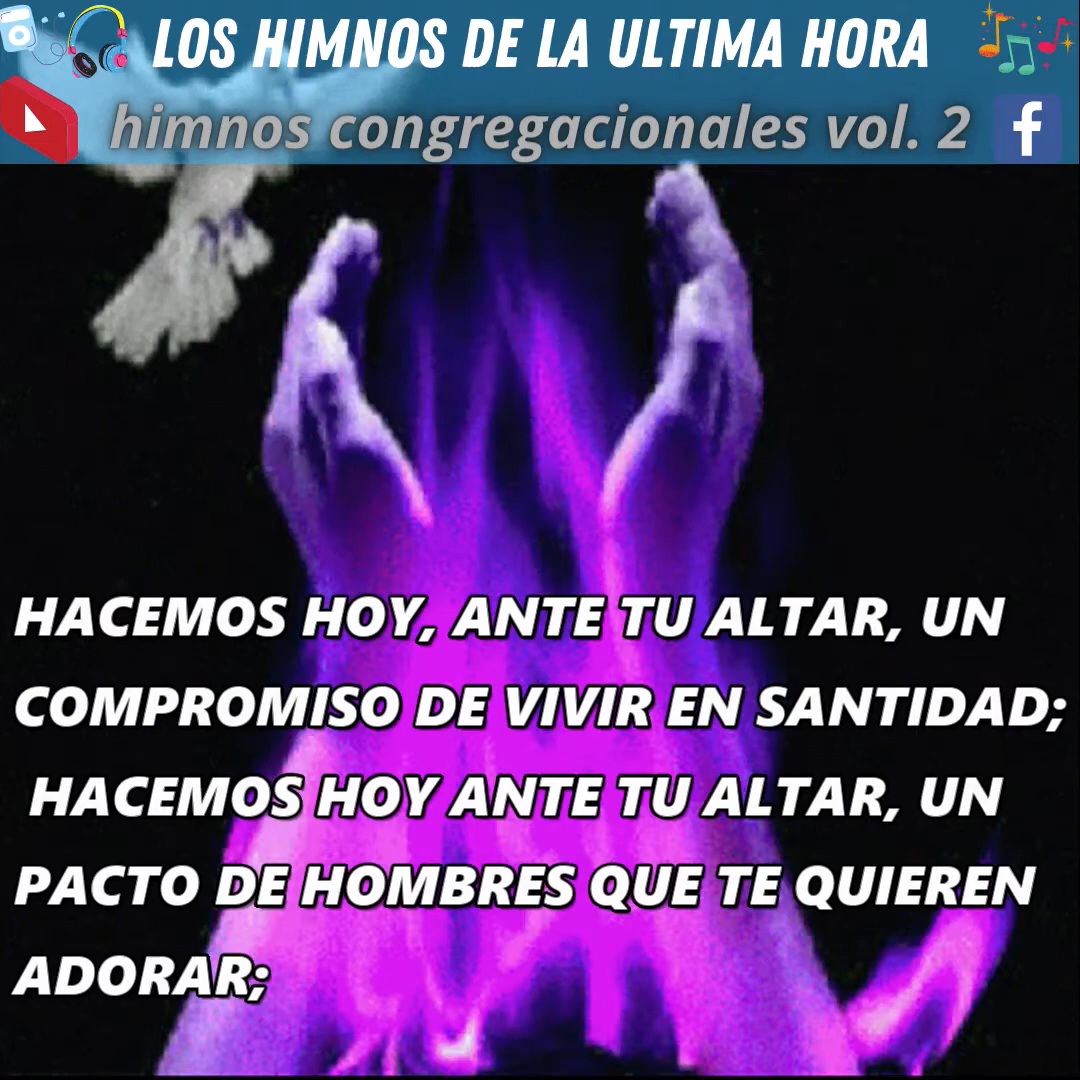 LOS HIMNOS DE LA ULTIMA HORA
himnos congregacionales vol. 2
HACEMOS HOY, ANTE TU ALTAR, UN
COMPROMISO DE VIVIR EN SANTIDAD;
HACEMOS HOY ANTE TU ALTAR, UN
PACTO DE HOMBRES QUE TE QUIEREN
ADORAR;